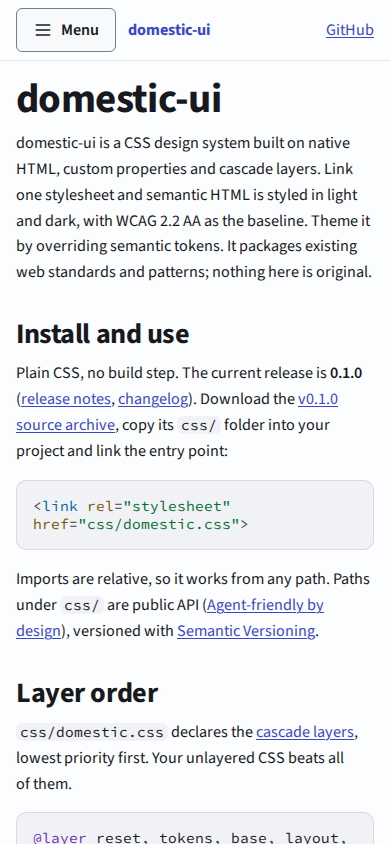 Menu domestic-ui GitHub
domestic-ui
domestic-ui is a CSS design system built on native
HTML, custom properties and cascade layers. Link
one stylesheet and semantic HTML is styled in light
and dark, with WCAG 2.2 AA as the baseline. Theme it
by overriding semantic tokens. It packages existing
web standards and patterns; nothing here is original.
Install and use
Plain CSS, no build step. The current release is 0.1.0
(release notes, changelog). Download the v0.1.0
source archive, copy its css/ folder into your
project and link the entry point:
<link rel="stylesheet"
href="css/domestic.css">
Imports are relative, so it works from any path. Paths
under css/ are public API (Agent-friendly by
design), versioned with Semantic Versioning.
Layer order
css/domestic.css declares the cascade layers,
lowest priority first. Your unlayered CSS beats all
of them.
@layer reset, tokens, base, layout,